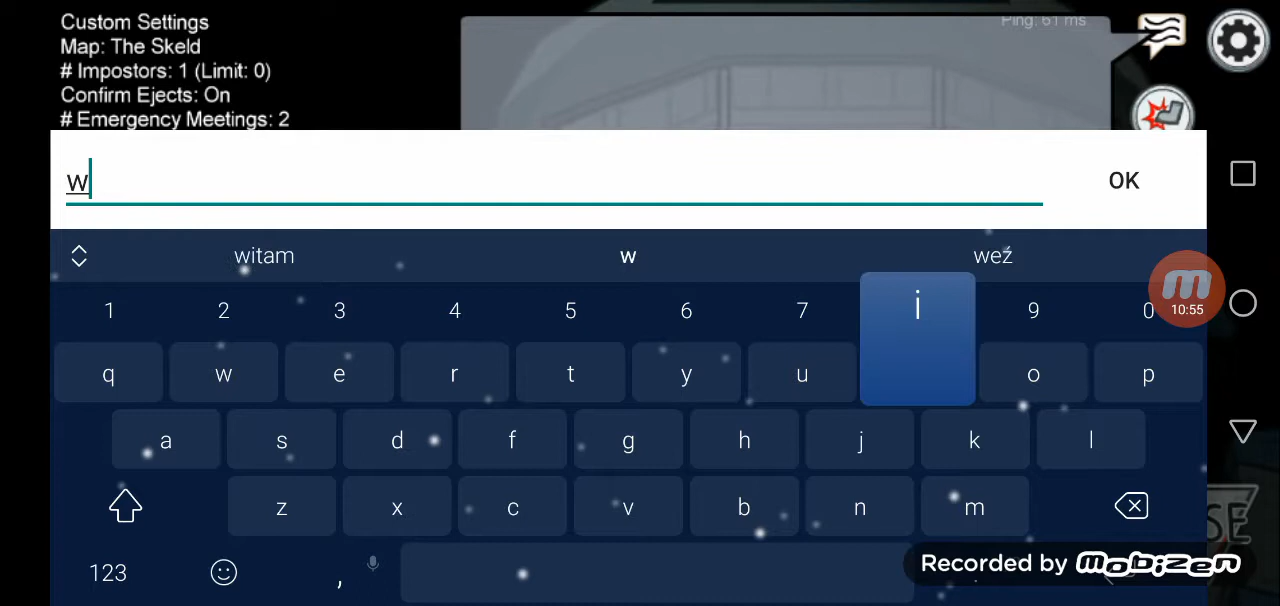 Custom Settings
Map: The Skeld
# Impostors: 1 (Limit: 0)
Confirm Ejects: On
# Emergency Meetings: 2
Ping: 61 ms
w
OK
witam w weź
1 2 3 4 5 6 7 i 9 0
10:55
q w e r t y u o p
a s d f g h j k l
z x c v b n m
SE
123 ,
Recorded by mobizen